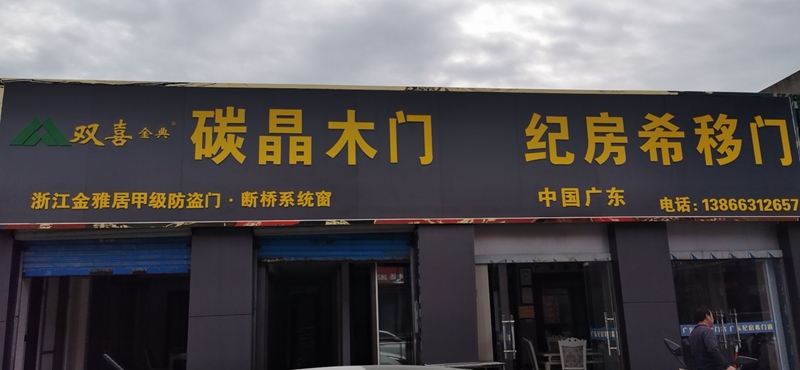 双喜金典® 碳晶木门 纪房希移门
浙江金雅居甲级防盗门·断桥系统窗 中国广东 电话:13866312657